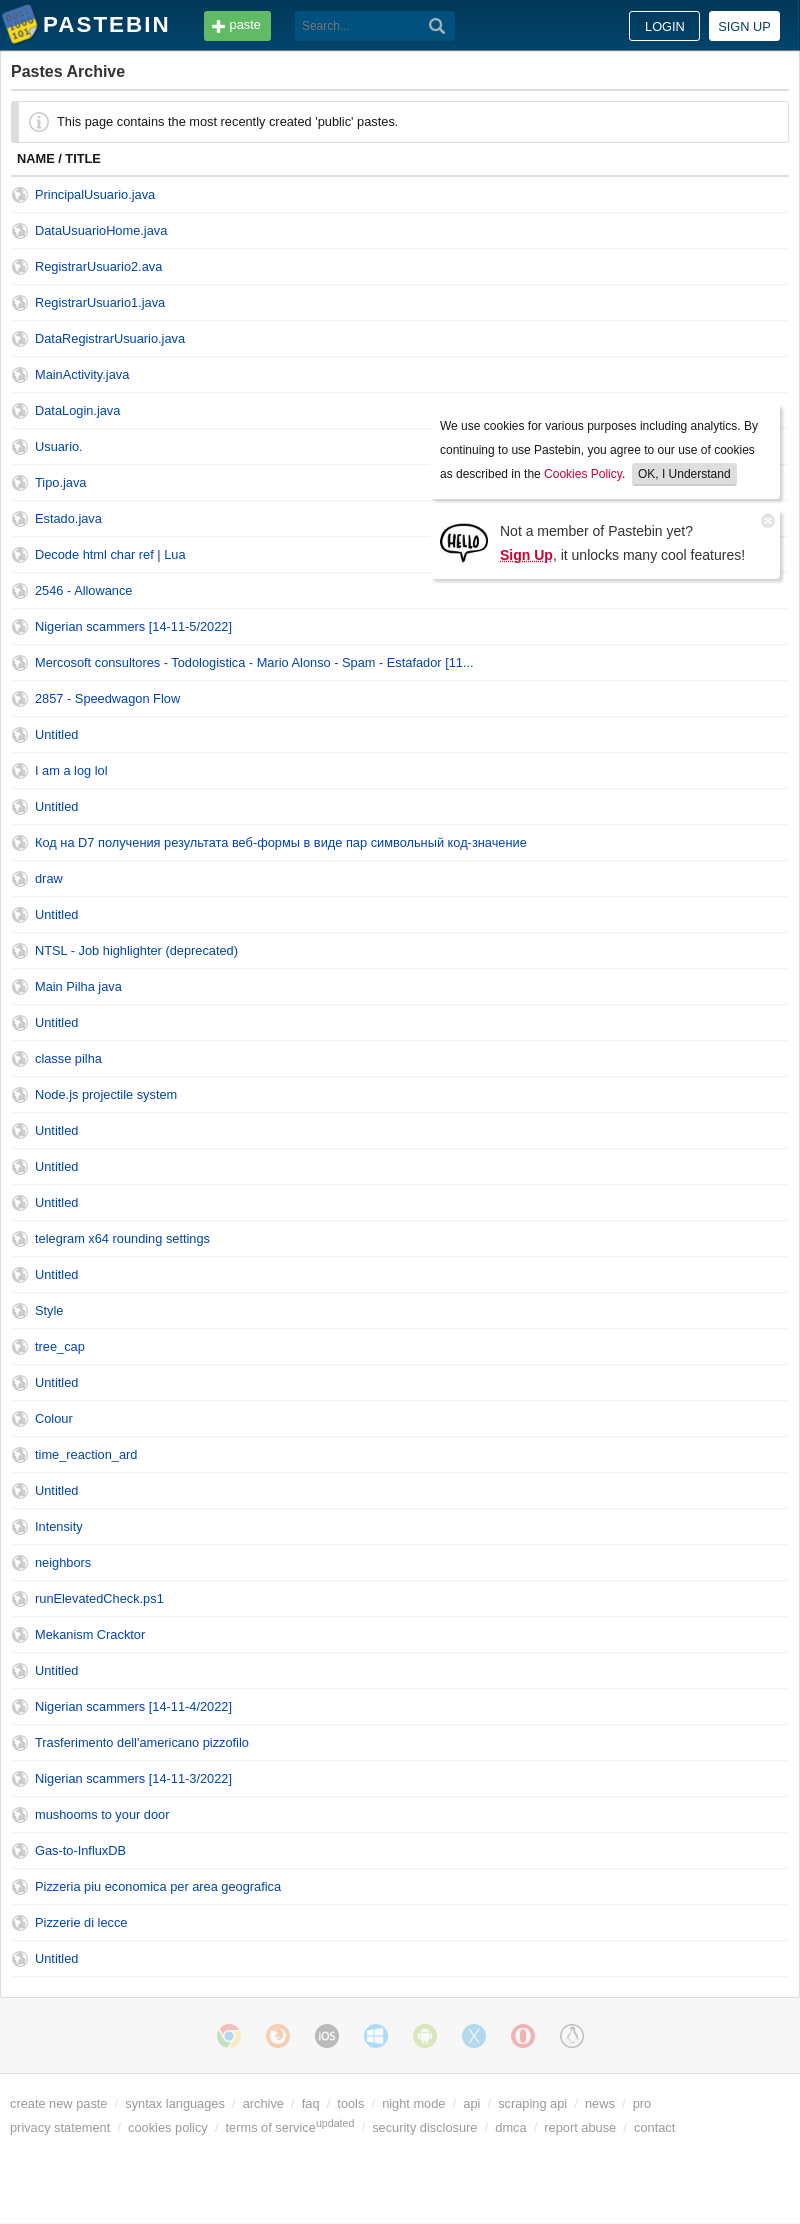 PASTEBIN
paste
Search...
LOGIN
SIGN UP
Pastes Archive
This page contains the most recently created 'public' pastes.
NAME / TITLE
PrincipalUsuario.java
DataUsuarioHome.java
RegistrarUsuario2.ava
RegistrarUsuario1.java
DataRegistrarUsuario.java
MainActivity.java
DataLogin.java
Usuario.
Tipo.java
Estado.java
Decode html char ref | Lua
We use cookies for various purposes including analytics. By
continuing to use Pastebin, you agree to our use of cookies
as described in the Cookies Policy. OK, I Understand
HELLO
Not a member of Pastebin yet?
Sign Up, it unlocks many cool features!
2546 - Allowance
Nigerian scammers [14-11-5/2022]
Mercosoft consultores - Todologistica - Mario Alonso - Spam - Estafador [11...
2857 - Speedwagon Flow
Untitled
I am a log lol
Untitled
Код на D7 получения результата веб-формы в виде пар символьный код-значение
draw
Untitled
NTSL - Job highlighter (deprecated)
Main Pilha java
Untitled
classe pilha
Node.js projectile system
Untitled
Untitled
Untitled
telegram x64 rounding settings
Untitled
Style
tree_cap
Untitled
Colour
time_reaction_ard
Untitled
Intensity
neighbors
runElevatedCheck.ps1
Mekanism Cracktor
Untitled
Nigerian scammers [14-11-4/2022]
Trasferimento dell'americano pizzofilo
Nigerian scammers [14-11-3/2022]
mushooms to your door
Gas-to-InfluxDB
Pizzeria piu economica per area geografica
Pizzerie di lecce
Untitled
iOS
create new paste / syntax languages / archive / faq / tools / night mode / api / scraping api / news / pro
privacy statement / cookies policy / terms of service updated / security disclosure / dmca / report abuse / contact